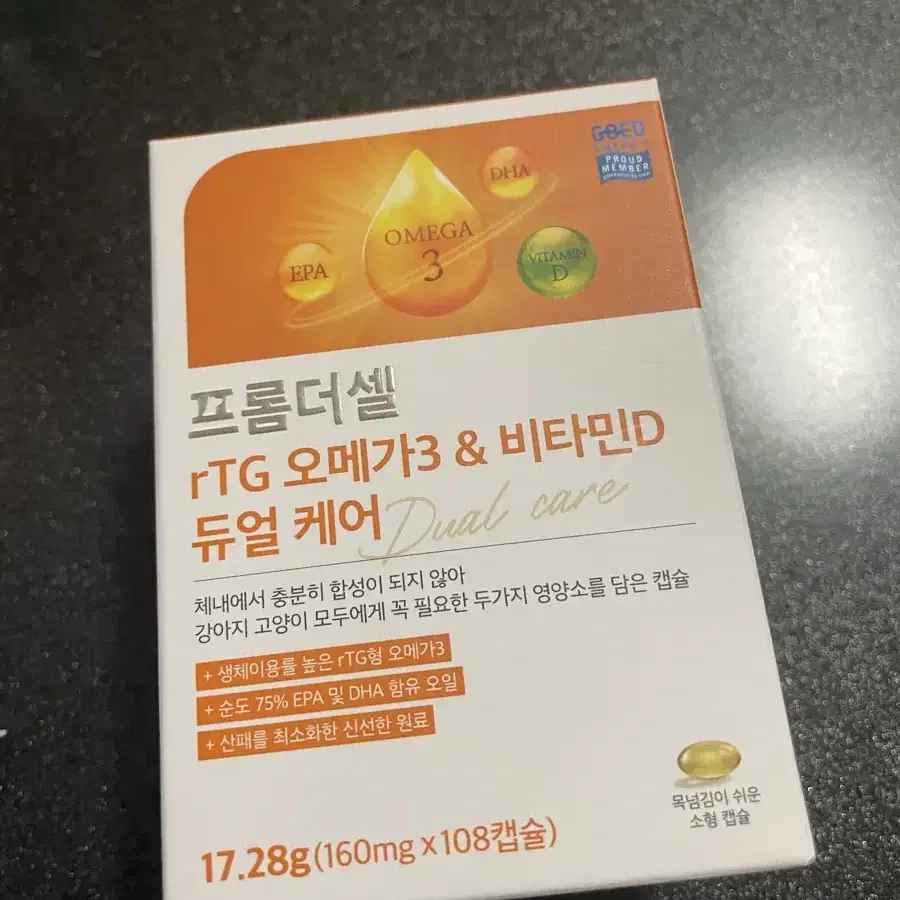 GOED
PROUD
MEMBER
DHA
OMEGA
3
EPA
VITAMIN
D
프롬더셀
rTG 오메가3 & 비타민D
듀얼 케어
Dual care
체내에서 충분히 합성이 되지 않아
강아지 고양이 모두에게 꼭 필요한 두가지 영양소를 담은 캡슐
+ 생체이용률 높은 rTG형 오메가3
+ 순도 75% EPA 및 DHA 함유 오일
+ 산패를 최소화한 신선한 원료
목넘김이 쉬운
소형 캡슐
17.28g(160mg x 108캡슐)